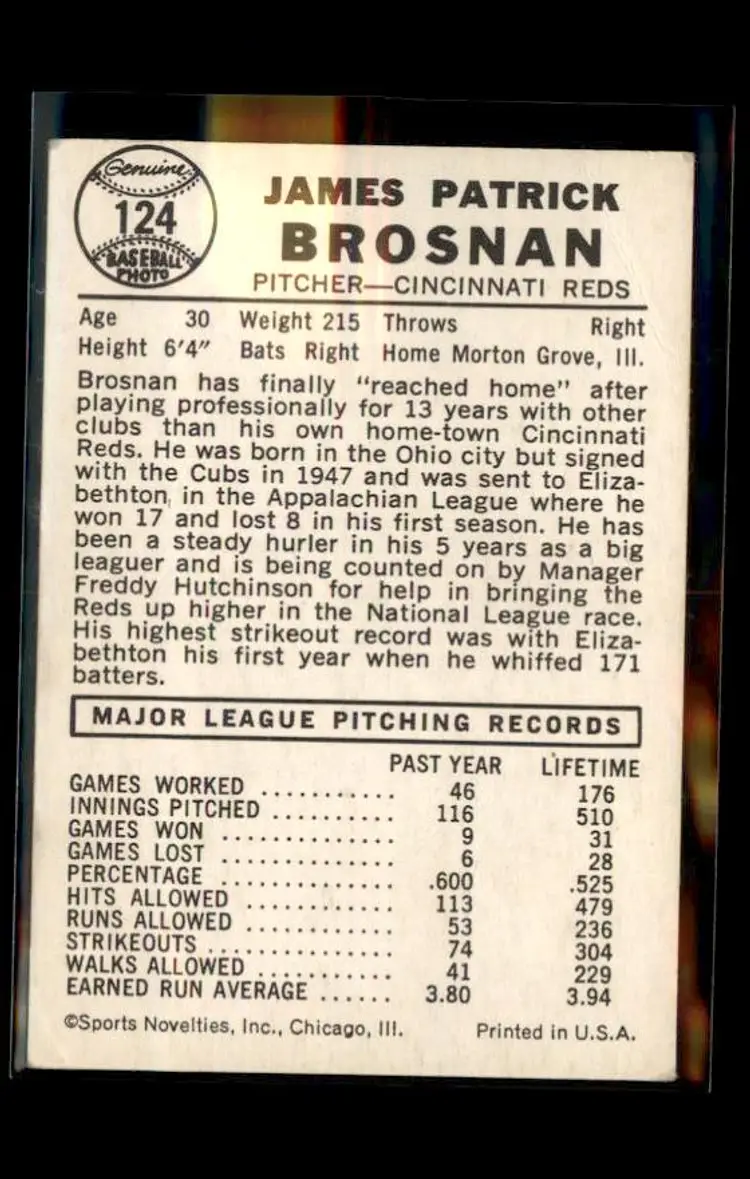 Genuine
124
BASEBALL
PHOTO
JAMES PATRICK
BROSNAN
PITCHER—CINCINNATI REDS
Age 30 Weight 215 Throws Right
Height 6'4" Bats Right Home Morton Grove, Ill.
Brosnan has finally "reached home" after
playing professionally for 13 years with other
clubs than his own home-town Cincinnati
Reds. He was born in the Ohio city but signed
with the Cubs in 1947 and was sent to Eliza-
bethton, in the Appalachian League where he
won 17 and lost 8 in his first season. He has
been a steady hurler in his 5 years as a big
leaguer and is being counted on by Manager
Freddy Hutchinson for help in bringing the
Reds up higher in the National League race.
His highest strikeout record was with Eliza-
bethton his first year when he whiffed 171
batters.
MAJOR LEAGUE PITCHING RECORDS
PAST YEAR LIFETIME
GAMES WORKED ........... 46 176
INNINGS PITCHED .......... 116 510
GAMES WON .............. 9 31
GAMES LOST .............. 6 28
PERCENTAGE .............. .600 .525
HITS ALLOWED ............ 113 479
RUNS ALLOWED ............ 53 236
STRIKEOUTS ............... 74 304
WALKS ALLOWED ........... 41 229
EARNED RUN AVERAGE ...... 3.80 3.94
©Sports Novelties, Inc., Chicago, Ill. Printed in U.S.A.